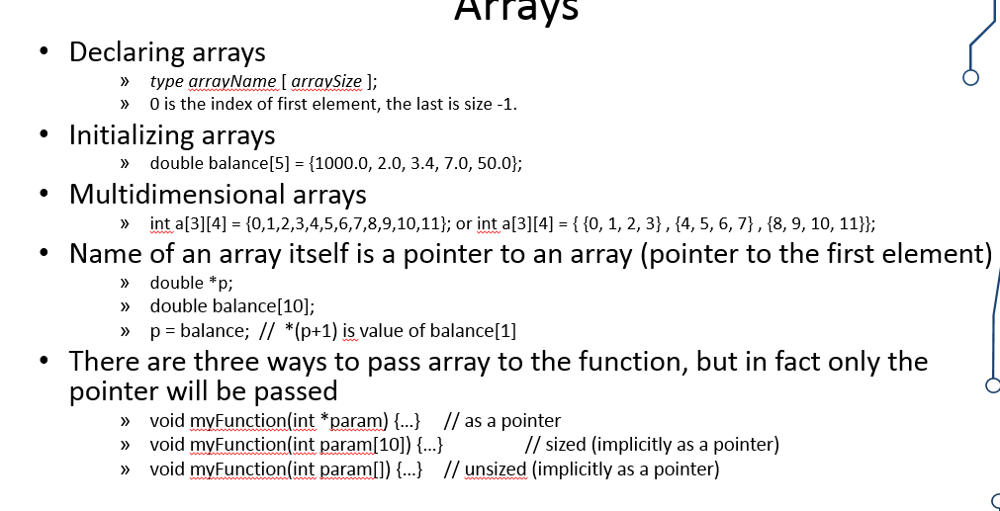 Arrays
• Declaring arrays
» type arrayName [ arraySize ];
» 0 is the index of first element, the last is size -1.
• Initializing arrays
» double balance[5] = {1000.0, 2.0, 3.4, 7.0, 50.0};
• Multidimensional arrays
» int a[3][4] = {0,1,2,3,4,5,6,7,8,9,10,11}; or int a[3][4] = { {0, 1, 2, 3} , {4, 5, 6, 7} , {8, 9, 10, 11}};
• Name of an array itself is a pointer to an array (pointer to the first element)
» double *p;
» double balance[10];
» p = balance; // *(p+1) is value of balance[1]
• There are three ways to pass array to the function, but in fact only the
pointer will be passed
» void myFunction(int *param) {...} // as a pointer
» void myFunction(int param[10]) {...} // sized (implicitly as a pointer)
» void myFunction(int param[]) {...} // unsized (implicitly as a pointer)